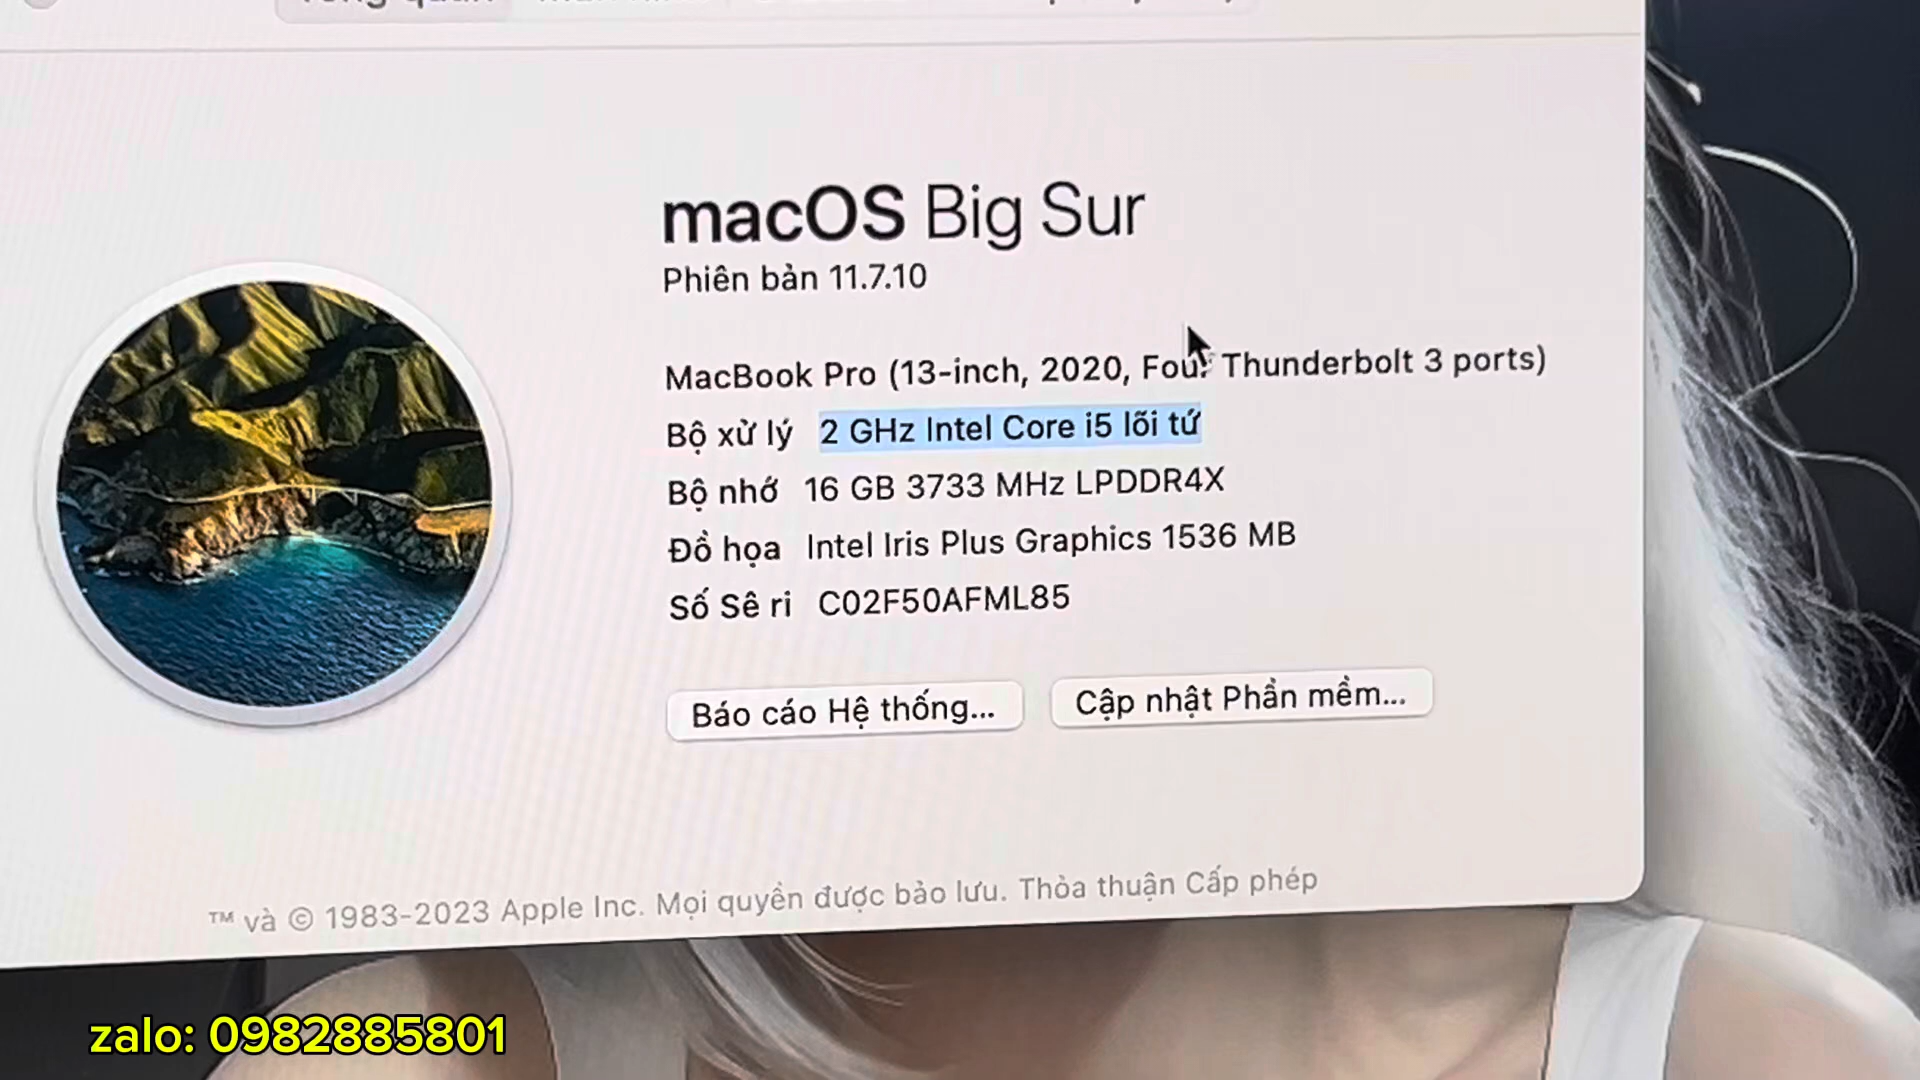 macOS Big Sur
Phiên bản 11.7.10
MacBook Pro (13-inch, 2020, Four Thunderbolt 3 ports)
Bộ xử lý 2 GHz Intel Core i5 lõi tứ
Bộ nhớ 16 GB 3733 MHz LPDDR4X
Đồ họa Intel Iris Plus Graphics 1536 MB
Số Sê ri C02F50AFML85
Báo cáo Hệ thống... Cập nhật Phần mềm...
™ và © 1983-2023 Apple Inc. Mọi quyền được bảo lưu. Thỏa thuận Cấp phép
zalo: 0982885801